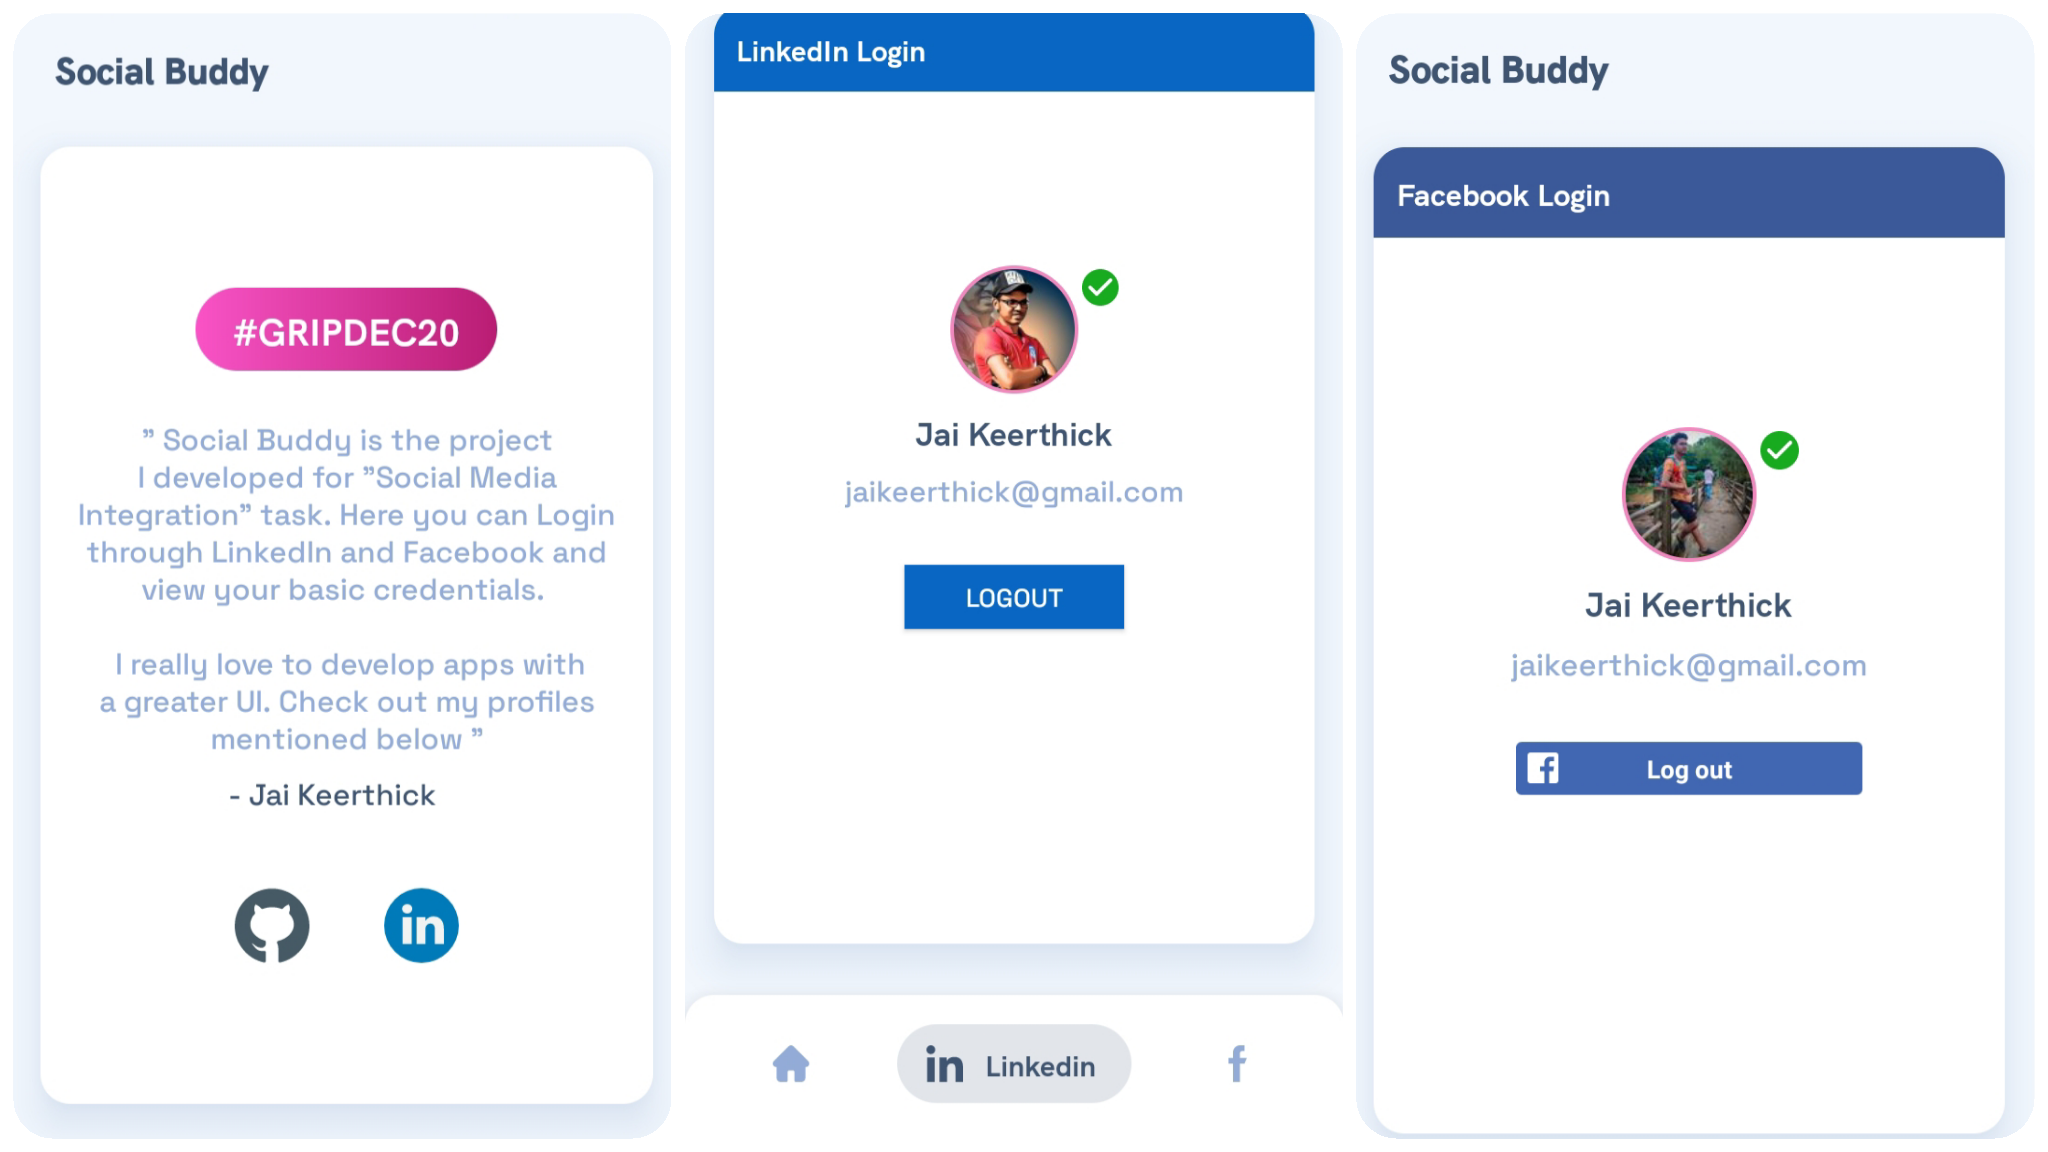 Social Buddy
#GRIPDEC20
” Social Buddy is the project
I developed for ”Social Media
Integration” task. Here you can Login
through LinkedIn and Facebook and
view your basic credentials.
I really love to develop apps with
a greater UI. Check out my profiles
mentioned below ”
- Jai Keerthick
in
LinkedIn Login
Jai Keerthick
jaikeerthick@gmail.com
LOGOUT
in Linkedin
f
Social Buddy
Facebook Login
Jai Keerthick
jaikeerthick@gmail.com
f Log out